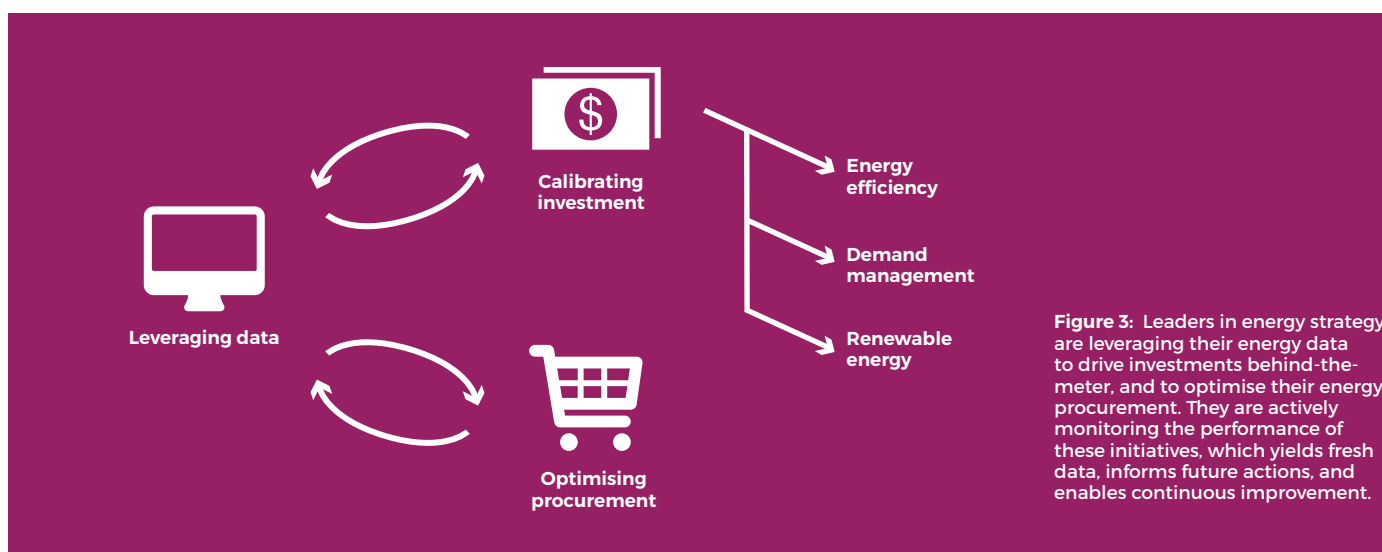 $
Calibrating
investment
Energy
efficiency
Demand
management
Renewable
energy
Leveraging data
Optimising
procurement
Figure 3: Leaders in energy strategy
are leveraging their energy data
to drive investments behind-the-
meter, and to optimise their energy
procurement. They are actively
monitoring the performance of
these initiatives, which yields fresh
data, informs future actions, and
enables continuous improvement.